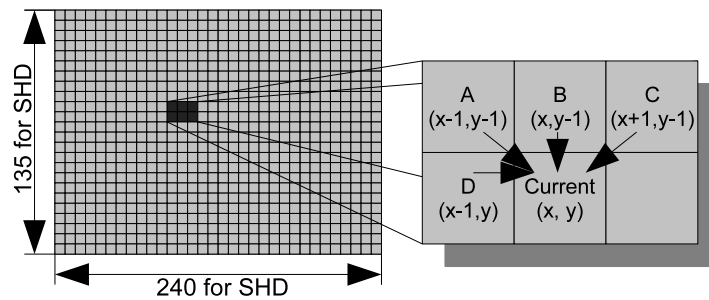 135 for SHD
240 for SHD
A
(x-1,y-1)
B
(x,y-1)
C
(x+1,y-1)
D
(x-1,y)
Current
(x, y)